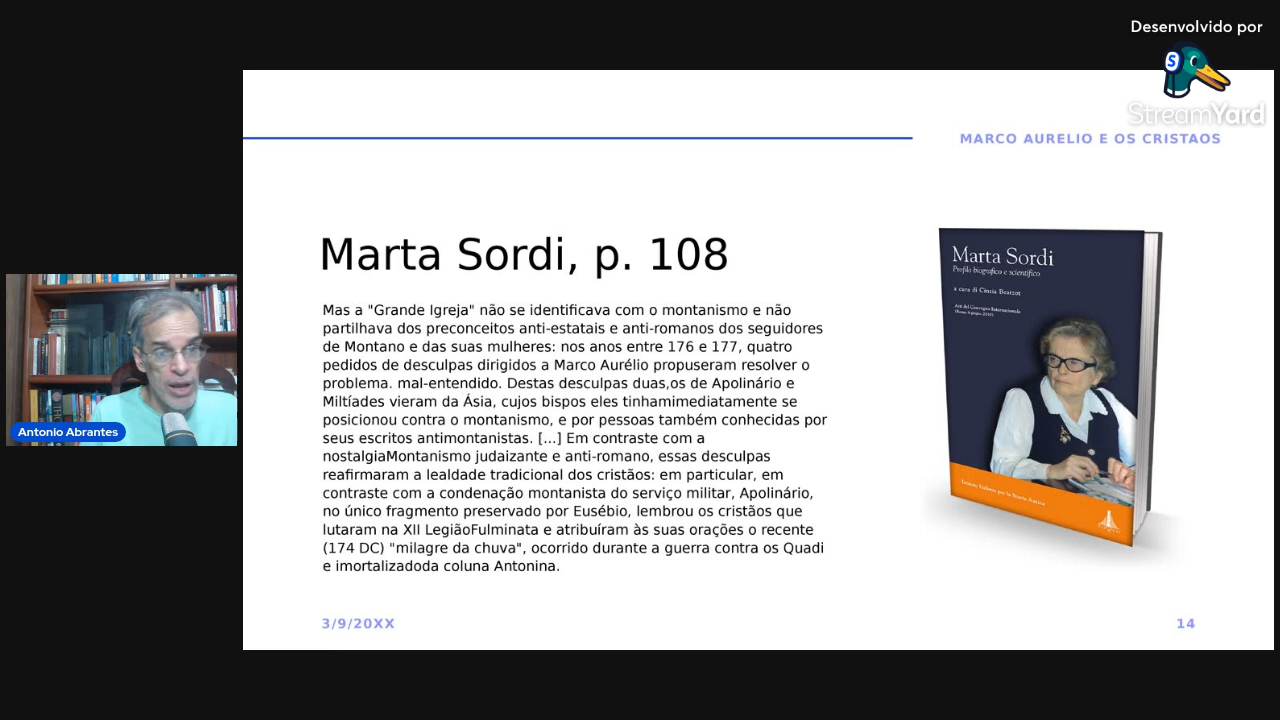 Desenvolvido por
StreamYard
MARCO AURELIO E OS CRISTAOS
Marta Sordi, p. 108
Mas a "Grande Igreja" não se identificava com o montanismo e não
partilhava dos preconceitos anti-estatais e anti-romanos dos seguidores
de Montano e das suas mulheres: nos anos entre 176 e 177, quatro
pedidos de desculpas dirigidos a Marco Aurélio propuseram resolver o
problema. mal-entendido. Destas desculpas duas,os de Apolinário e
Miltíades vieram da Ásia, cujos bispos eles tinhamimediatamente se
posicionou contra o montanismo, e por pessoas também conhecidas por
seus escritos antimontanistas. [...] Em contraste com a
nostalgiaMontanismo judaizante e anti-romano, essas desculpas
reafirmaram a lealdade tradicional dos cristãos: em particular, em
contraste com a condenação montanista do serviço militar, Apolinário,
no único fragmento preservado por Eusébio, lembrou os cristãos que
lutaram na XII LegiãoFulminata e atribuíram às suas orações o recente
(174 DC) "milagre da chuva", ocorrido durante a guerra contra os Quadi
e imortalizadoda coluna Antonina.
Marta Sordi
Profilo biografico e scientifico
a cura di Cinzia Bearzot
Antonio Abrantes
3/9/20XX
14